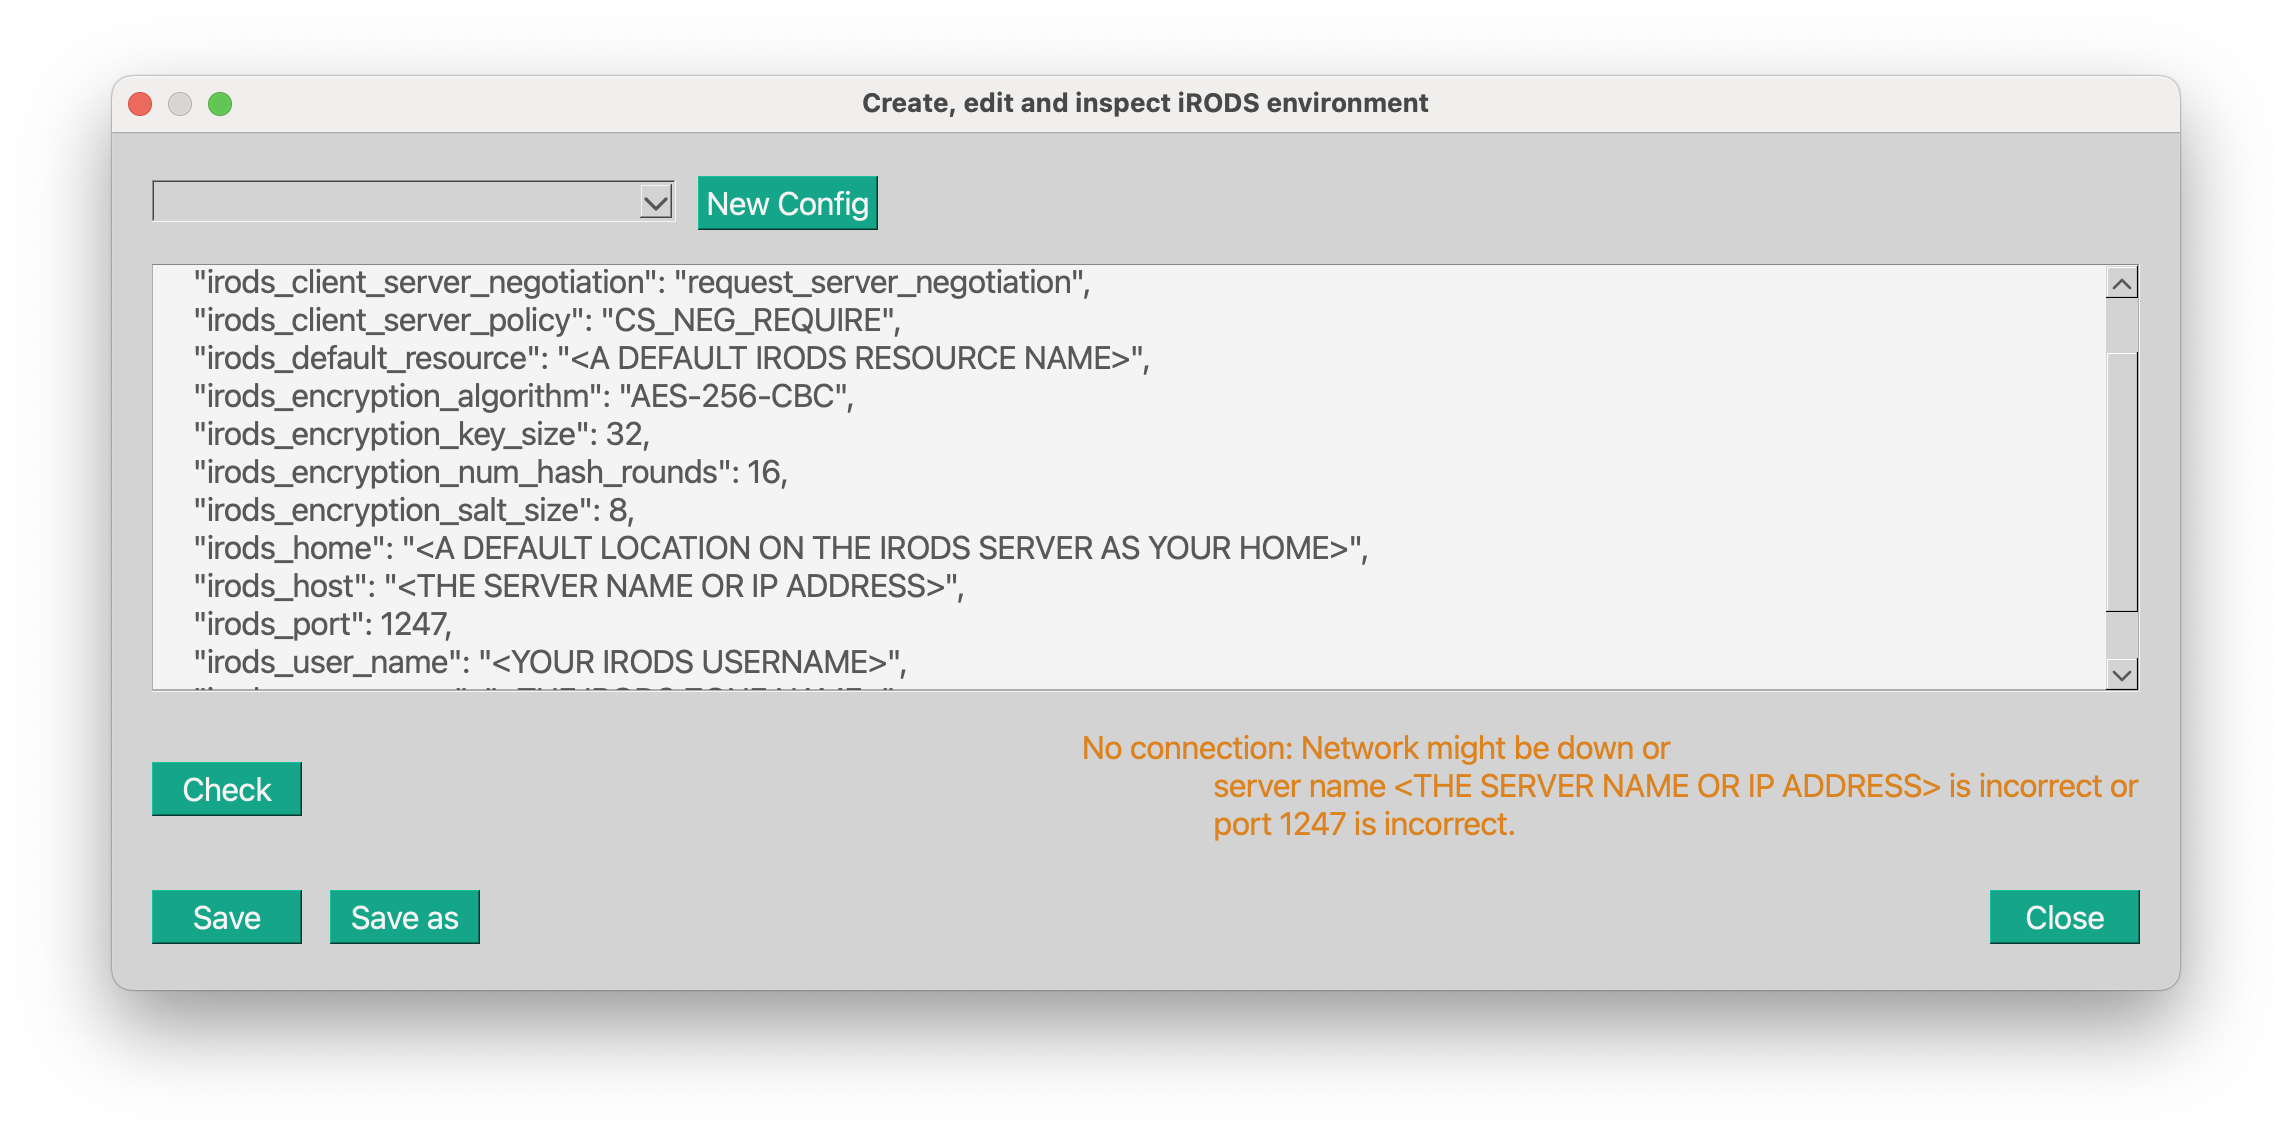 Create, edit and inspect iRODS environment
New Config
"irods_client_server_negotiation": "request_server_negotiation",
"irods_client_server_policy": "CS_NEG_REQUIRE",
"irods_default_resource": "<A DEFAULT IRODS RESOURCE NAME>",
"irods_encryption_algorithm": "AES-256-CBC",
"irods_encryption_key_size": 32,
"irods_encryption_num_hash_rounds": 16,
"irods_encryption_salt_size": 8,
"irods_home": "<A DEFAULT LOCATION ON THE IRODS SERVER AS YOUR HOME>",
"irods_host": "<THE SERVER NAME OR IP ADDRESS>",
"irods_port": 1247,
"irods_user_name": "<YOUR IRODS USERNAME>",
No connection: Network might be down or
server name <THE SERVER NAME OR IP ADDRESS> is incorrect or
port 1247 is incorrect.
Check
Save
Save as
Close